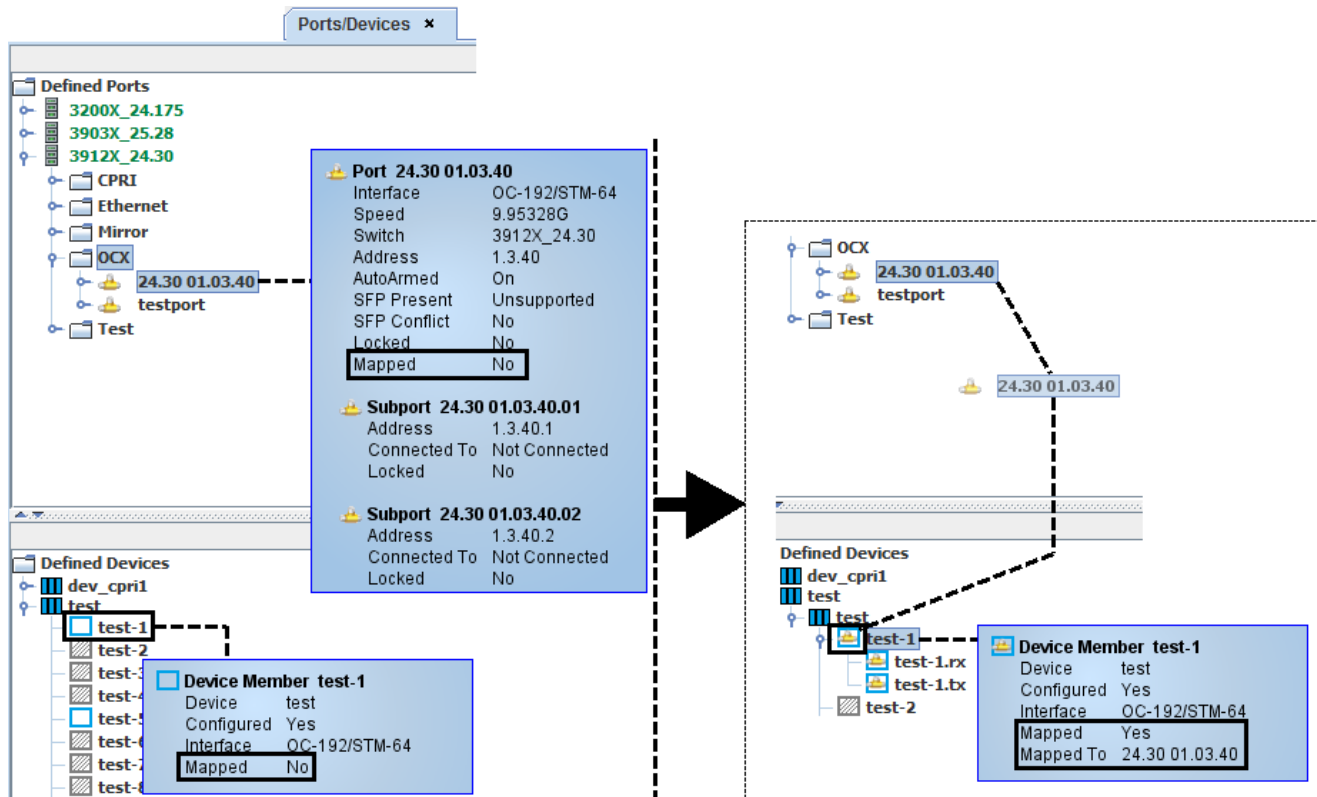 Ports/Devices ×
Defined Ports
3200X_24.175
3903X_25.28
3912X_24.30
CPRI
Ethernet
Mirror
OCX
24.30 01.03.40
testport
Test
Port 24.30 01.03.40
Interface OC-192/STM-64
Speed 9.95328G
Switch 3912X_24.30
Address 1.3.40
AutoArmed On
SFP Present Unsupported
SFP Conflict No
Locked No
Mapped No
Subport 24.30 01.03.40.01
Address 1.3.40.1
Connected To Not Connected
Locked No
Subport 24.30 01.03.40.02
Address 1.3.40.2
Connected To Not Connected
Locked No
Defined Devices
dev_cpri1
test
test-1
test-2
test-3
test-4
test-5
test-6
test-7
test-8
Device Member test-1
Device test
Configured Yes
Interface OC-192/STM-64
Mapped No
OCX
24.30 01.03.40
testport
Test
24.30 01.03.40
Defined Devices
dev_cpri1
test
test
test-1
test-1.rx
test-1.tx
test-2
Device Member test-1
Device test
Configured Yes
Interface OC-192/STM-64
Mapped Yes
Mapped To 24.30 01.03.40